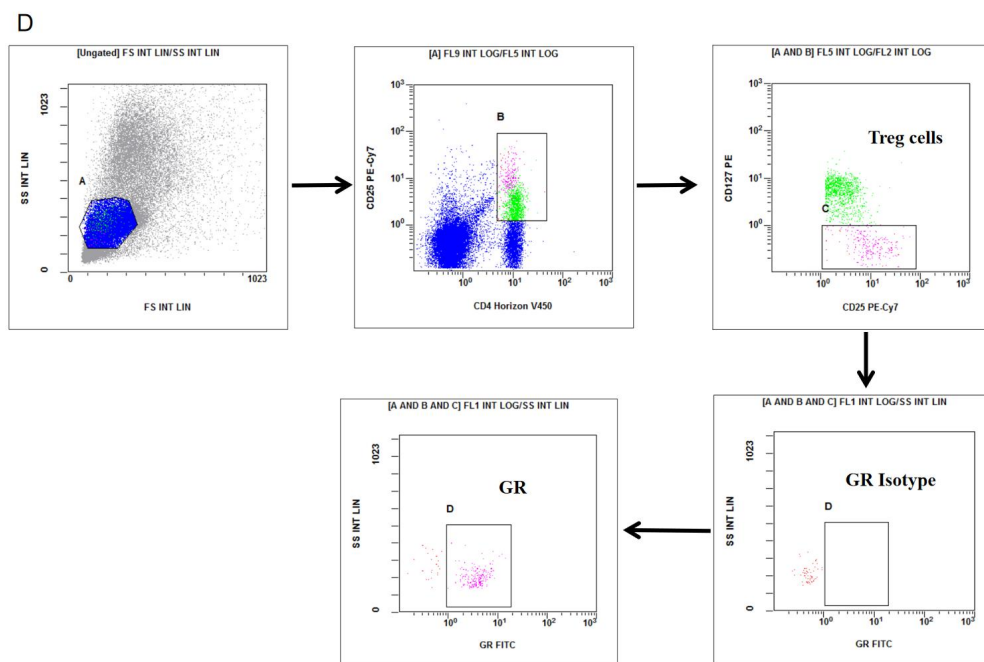 D
[Ungated] FS INT LIN/SS INT LIN
1023
SS INT LIN
A
0
0
1023
FS INT LIN
[A] FL9 INT LOG/FL5 INT LOG
10³
10²
10¹
10⁰
CD25 PE-Cy7
B
10⁰
10¹
10²
10³
CD4 Horizon V450
[A AND B] FL5 INT LOG/FL2 INT LOG
10³
10²
10¹
10⁰
CD127 PE
Treg cells
C
10⁰
10¹
10²
10³
CD25 PE-Cy7
[A AND B AND C] FL1 INT LOG/SS INT LIN
1023
SS INT LIN
GR
D
0
10⁰
10¹
10²
10³
GR FITC
[A AND B AND C] FL1 INT LOG/SS INT LIN
1023
SS INT LIN
GR Isotype
D
0
10⁰
10¹
10²
10³
GR FITC